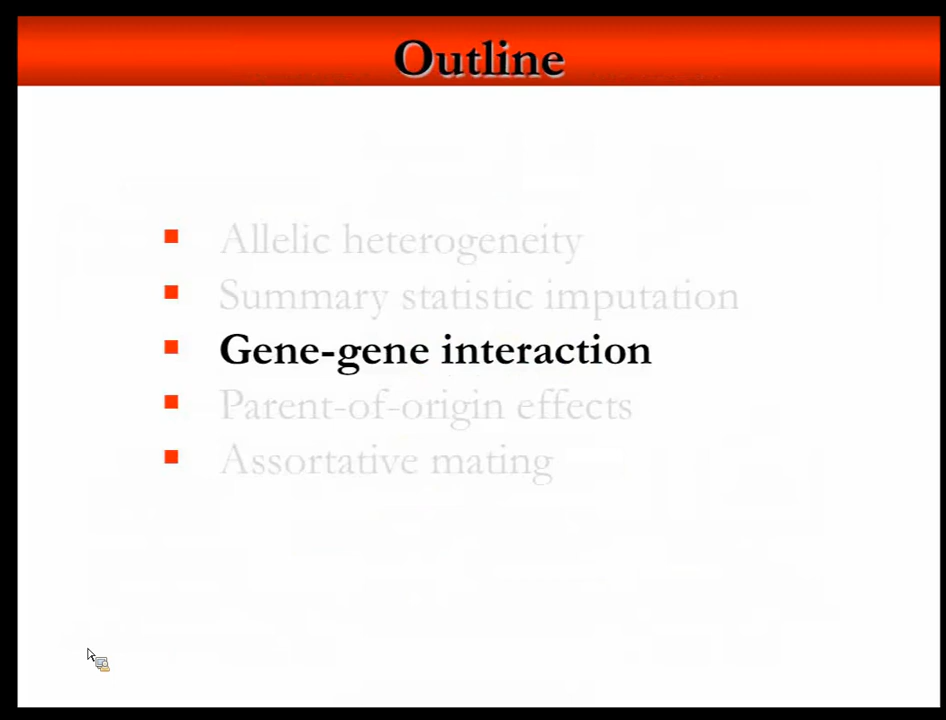 Outline
Allelic heterogeneity
Summary statistic imputation
Gene-gene interaction
Parent-of-origin effects
Assortative mating